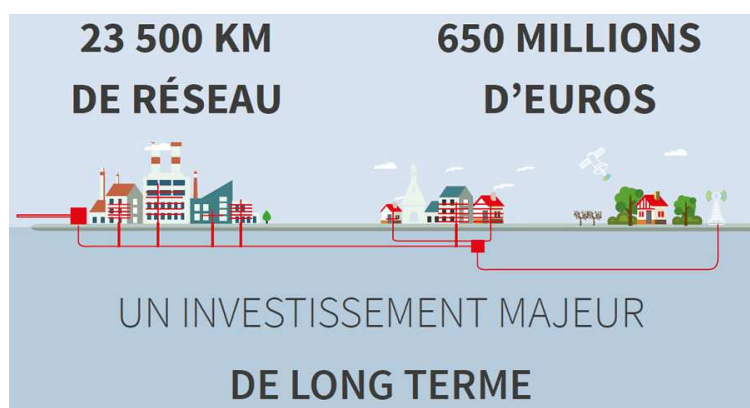 23 500 KM
DE RÉSEAU
650 MILLIONS
D’EUROS
UN INVESTISSEMENT MAJEUR
DE LONG TERME